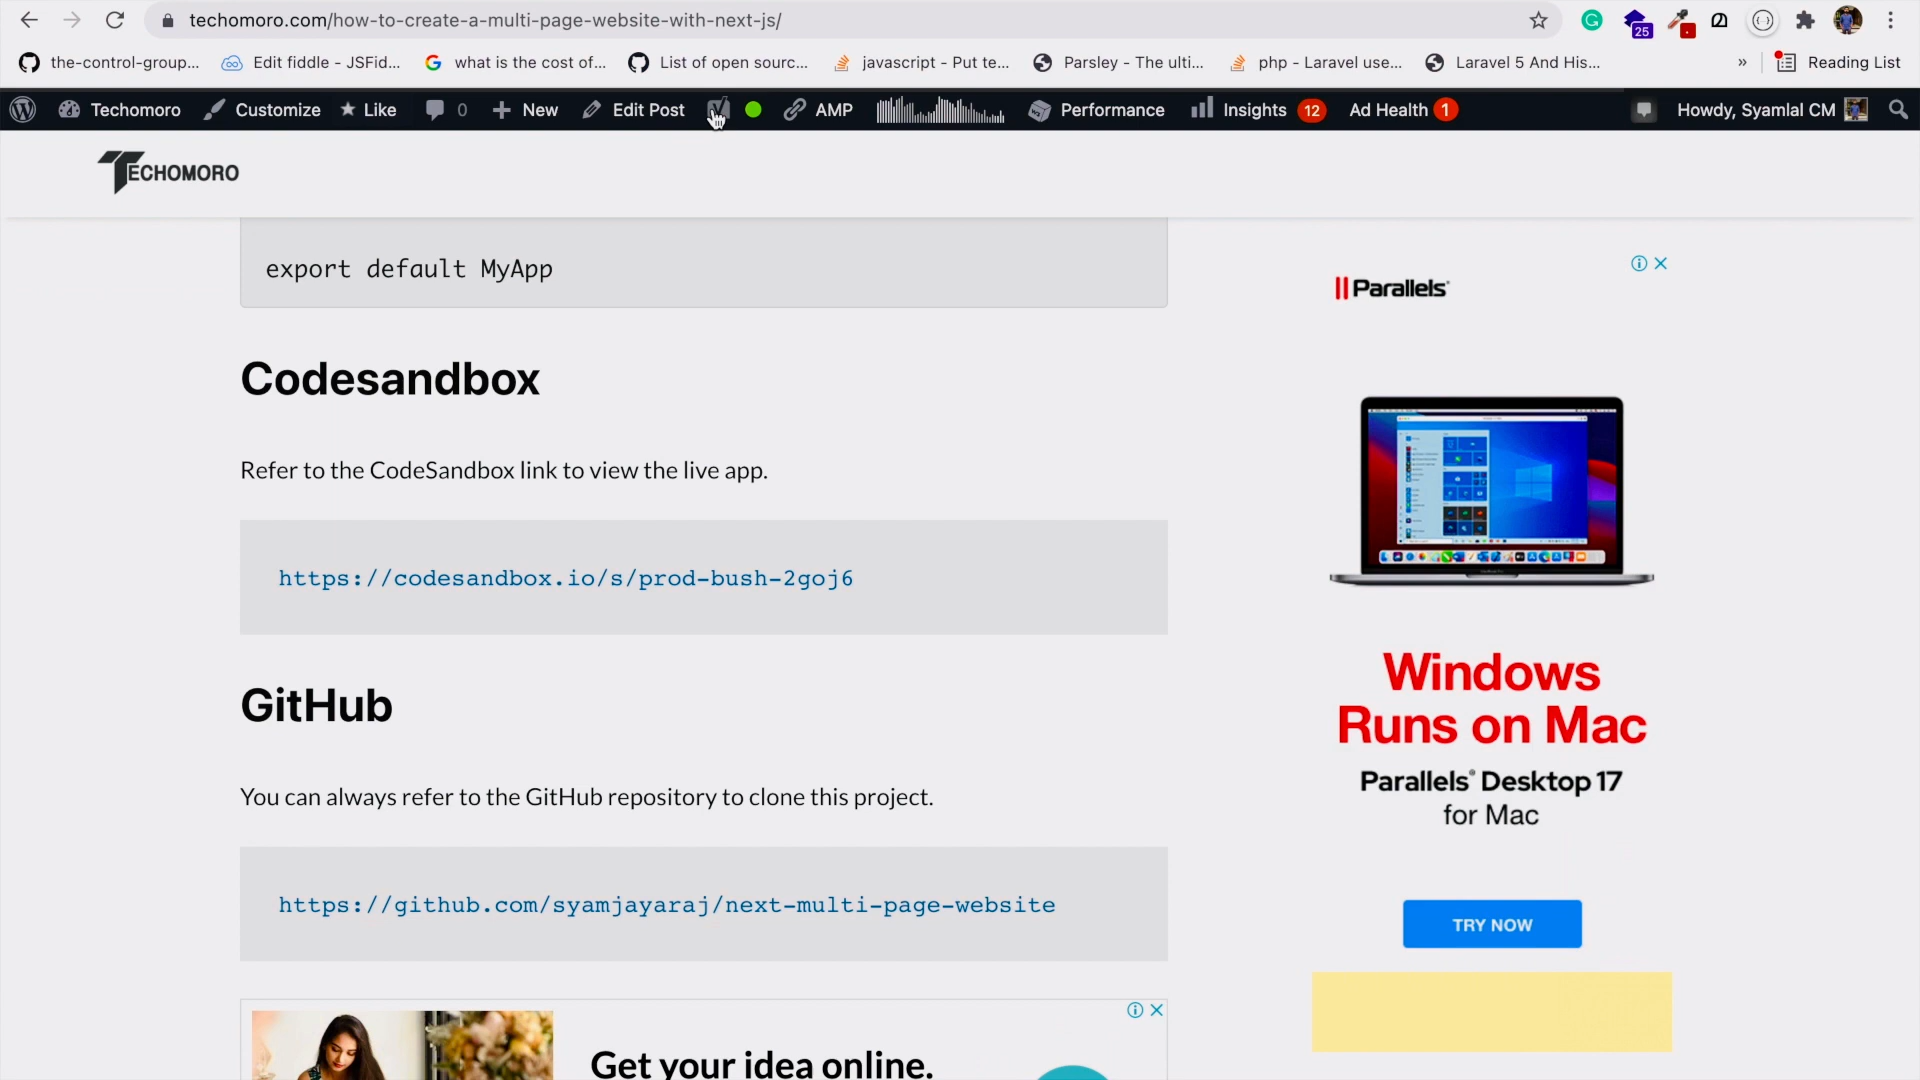 techomoro.com/how-to-create-a-multi-page-website-with-next-js/
25
the-control-group...
Edit fiddle - JSFid...
what is the cost of...
List of open sourc...
javascript - Put te...
Parsley - The ulti...
php - Laravel use...
Laravel 5 And His...
»
Reading List
Techomoro
Customize
Like
0
New
Edit Post
AMP
Performance
Insights 12
Ad Health 1
Howdy, Syamlal CM
TECHOMORO
export default MyApp
Parallels®
Codesandbox
Refer to the CodeSandbox link to view the live app.
https://codesandbox.io/s/prod-bush-2goj6
GitHub
You can always refer to the GitHub repository to clone this project.
https://github.com/syamjayaraj/next-multi-page-website
Windows
Runs on Mac
Parallels® Desktop 17
for Mac
TRY NOW
Get your idea online.